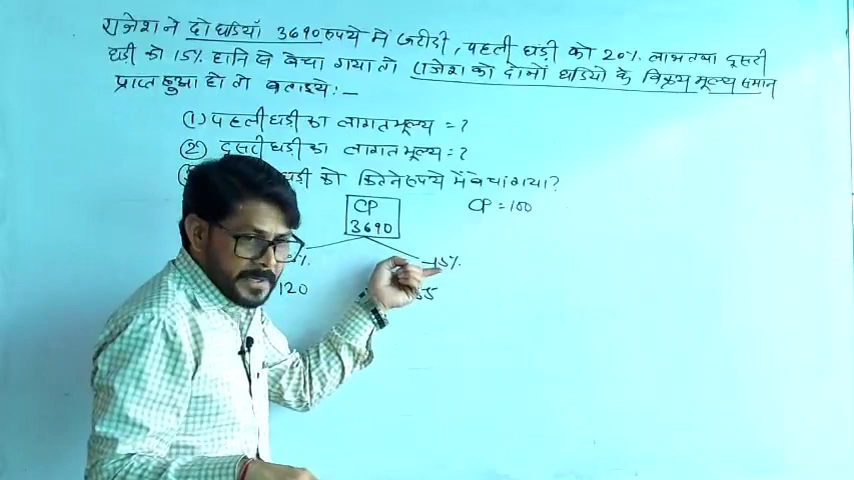 राजेश ने दो घडियाँ 3690 रुपये में खरीदी, पहली घड़ी को 20% लाभ तथा दूसरी
घड़ी को 15% हानि से बेचा गया तो राजेश को दोनों घडियो के विक्रय मूल्य समान
प्राप्त हुआ हो तो बताइये:-
(1) पहली घड़ी का लागत मूल्य = ?
(2) दूसरी घड़ी का लागत मूल्य = ?
घड़ी को कितने रुपये में बेचा गया?
CP CP = 100
3690
% -15%
120 85